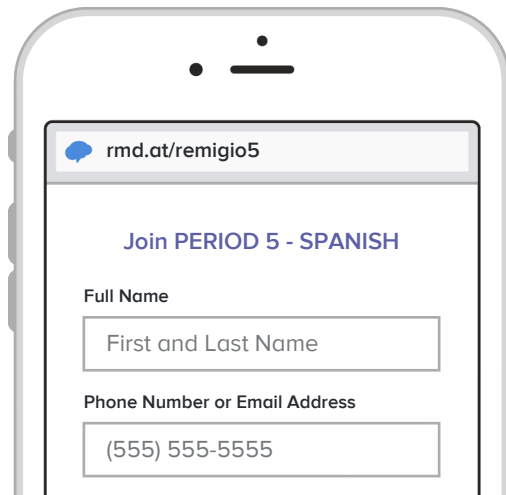 rmd.at/remigio5
Join PERIOD 5 - SPANISH
Full Name
First and Last Name
Phone Number or Email Address
(555) 555-5555